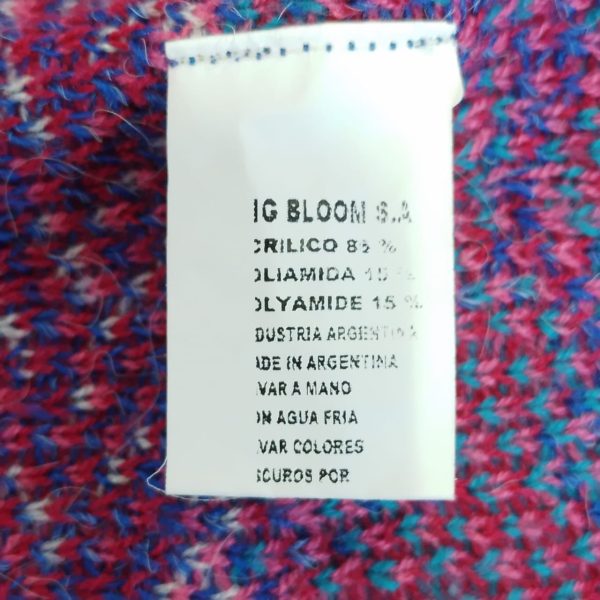 IG BLOOM S.A
CRILICO 85 %
OLIAMIDA 15 %
OLYAMIDE 15 %
DUSTRIA ARGENTINA
ADE IN ARGENTINA
VAR A MANO
ON AGUA FRIA
VAR COLORES
SCUROS POR